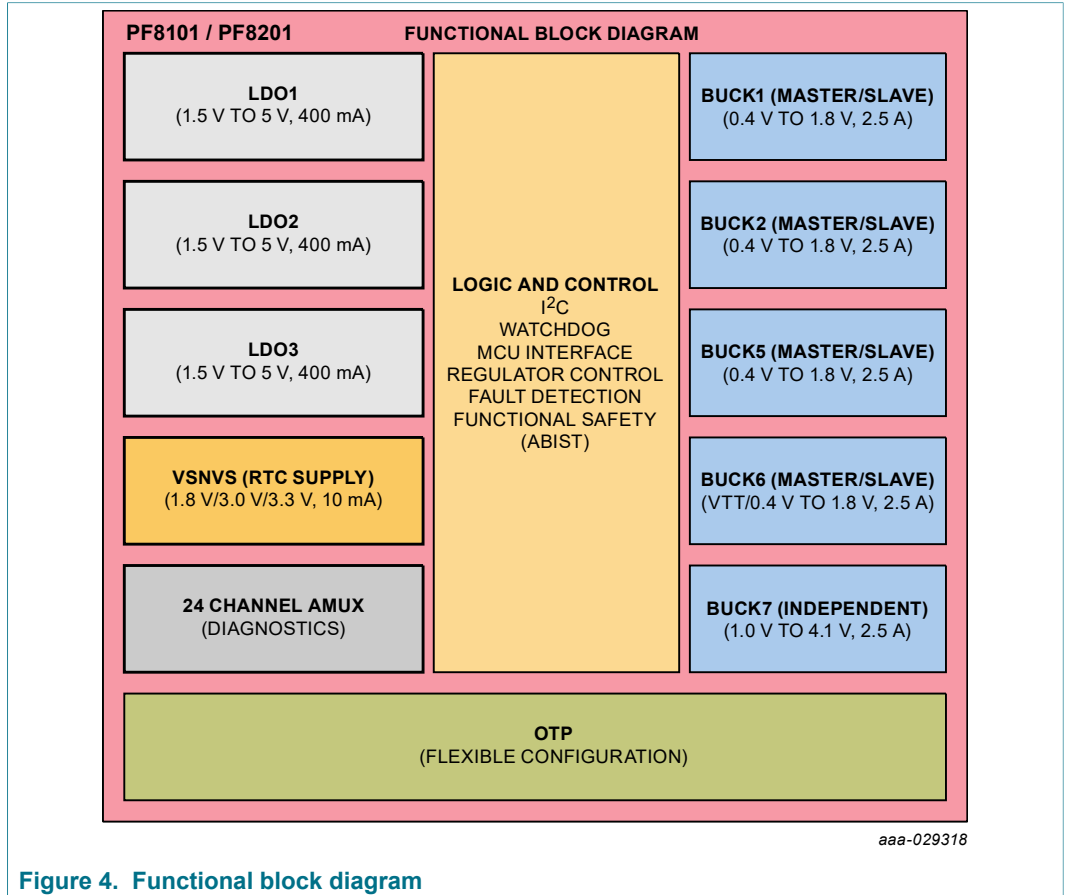 PF8101 / PF8201
FUNCTIONAL BLOCK DIAGRAM
LDO1
(1.5 V TO 5 V, 400 mA)
LDO2
(1.5 V TO 5 V, 400 mA)
LDO3
(1.5 V TO 5 V, 400 mA)
VSNVS (RTC SUPPLY)
(1.8 V/3.0 V/3.3 V, 10 mA)
24 CHANNEL AMUX
(DIAGNOSTICS)
LOGIC AND CONTROL
I²C
WATCHDOG
MCU INTERFACE
REGULATOR CONTROL
FAULT DETECTION
FUNCTIONAL SAFETY
(ABIST)
BUCK1 (MASTER/SLAVE)
(0.4 V TO 1.8 V, 2.5 A)
BUCK2 (MASTER/SLAVE)
(0.4 V TO 1.8 V, 2.5 A)
BUCK5 (MASTER/SLAVE)
(0.4 V TO 1.8 V, 2.5 A)
BUCK6 (MASTER/SLAVE)
(VTT/0.4 V TO 1.8 V, 2.5 A)
BUCK7 (INDEPENDENT)
(1.0 V TO 4.1 V, 2.5 A)
OTP
(FLEXIBLE CONFIGURATION)
aaa-029318
Figure 4. Functional block diagram